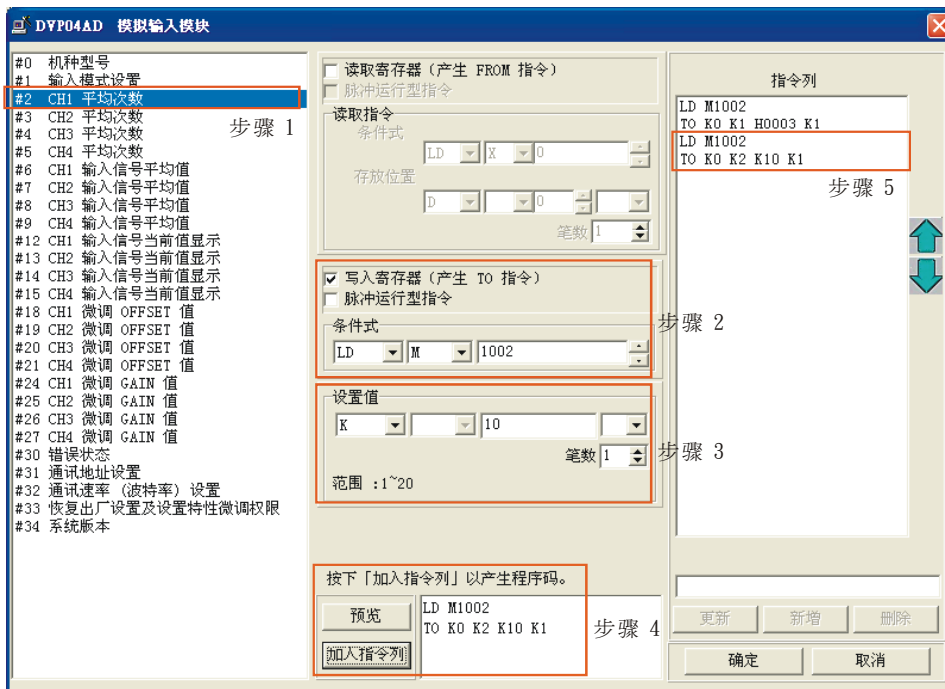 DVP04AD 模拟输入模块
#0 机种型号
#1 输入模式设置
#2 CH1 平均次数
#3 CH2 平均次数
#4 CH3 平均次数
#5 CH4 平均次数
#6 CH1 输入信号平均值
#7 CH2 输入信号平均值
#8 CH3 输入信号平均值
#9 CH4 输入信号平均值
#12 CH1 输入信号当前值显示
#13 CH2 输入信号当前值显示
#14 CH3 输入信号当前值显示
#15 CH4 输入信号当前值显示
#18 CH1 微调 OFFSET 值
#19 CH2 微调 OFFSET 值
#20 CH3 微调 OFFSET 值
#21 CH4 微调 OFFSET 值
#24 CH1 微调 GAIN 值
#25 CH2 微调 GAIN 值
#26 CH3 微调 GAIN 值
#27 CH4 微调 GAIN 值
#30 错误状态
#31 通讯地址设置
#32 通讯速率 (波特率) 设置
#33 恢复出厂设置及设置特性微调权限
#34 系统版本
步骤 1
读取寄存器 (产生 FROM 指令)
脉冲运行型指令
读取指令
条件式
LD X 0
存放位置
D 0
笔数 1
写入寄存器 (产生 TO 指令)
脉冲运行型指令
步骤 2
条件式
LD M 1002
设置值
K 10
步骤 3
笔数 1
范围 :1~20
按下「加入指令列」以产生程序码。
预览
加入指令列
LD M1002
TO K0 K2 K10 K1
步骤 4
指令列
LD M1002
TO K0 K1 H0003 K1
LD M1002
TO K0 K2 K10 K1
步骤 5
更新 新增 删除
确定 取消